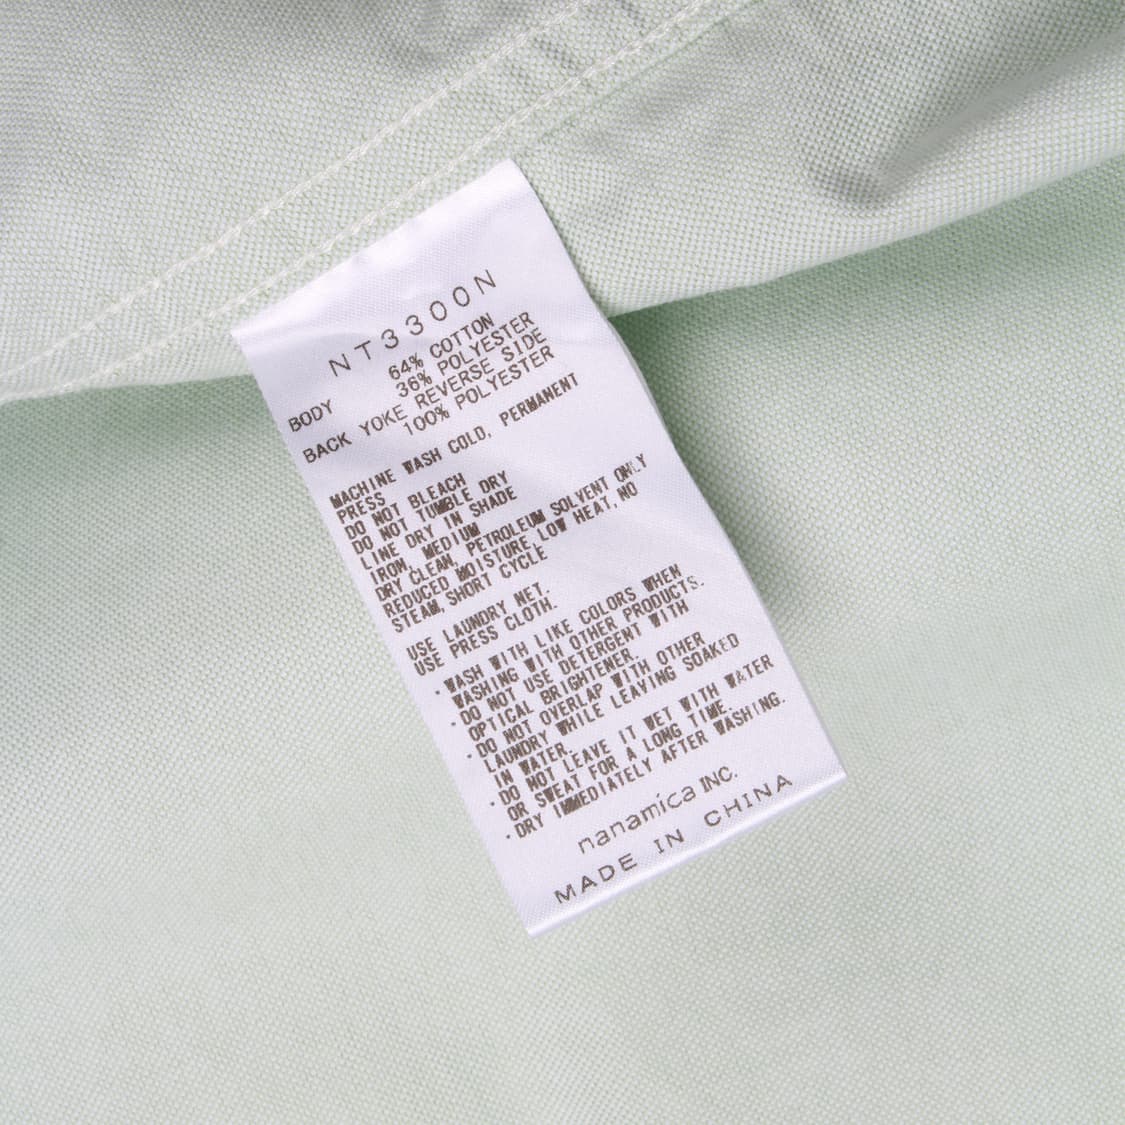 NT3300N
BODY 64% COTTON
36% POLYESTER
BACK YOKE REVERSE SIDE
100% POLYESTER
MACHINE WASH COLD, PERMANENT
PRESS
DO NOT BLEACH
DO NOT TUMBLE DRY
LINE DRY IN SHADE
IRON, MEDIUM
DRY CLEAN, PETROLEUM SOLVENT ONLY
REDUCED MOISTURE, LOW HEAT, NO
STEAM, SHORT CYCLE
USE LAUNDRY NET.
USE PRESS CLOTH.
・WASH WITH LIKE COLORS WHEN
WASHING WITH OTHER PRODUCTS.
・DO NOT USE DETERGENT WITH
OPTICAL BRIGHTENER.
・DO NOT OVERLAP WITH OTHER
LAUNDRY WHILE LEAVING SOAKED
IN WATER.
・DO NOT LEAVE IT WET WITH WATER
OR SWEAT FOR A LONG TIME.
・DRY IMMEDIATELY AFTER WASHING.
nanamica INC.
MADE IN CHINA